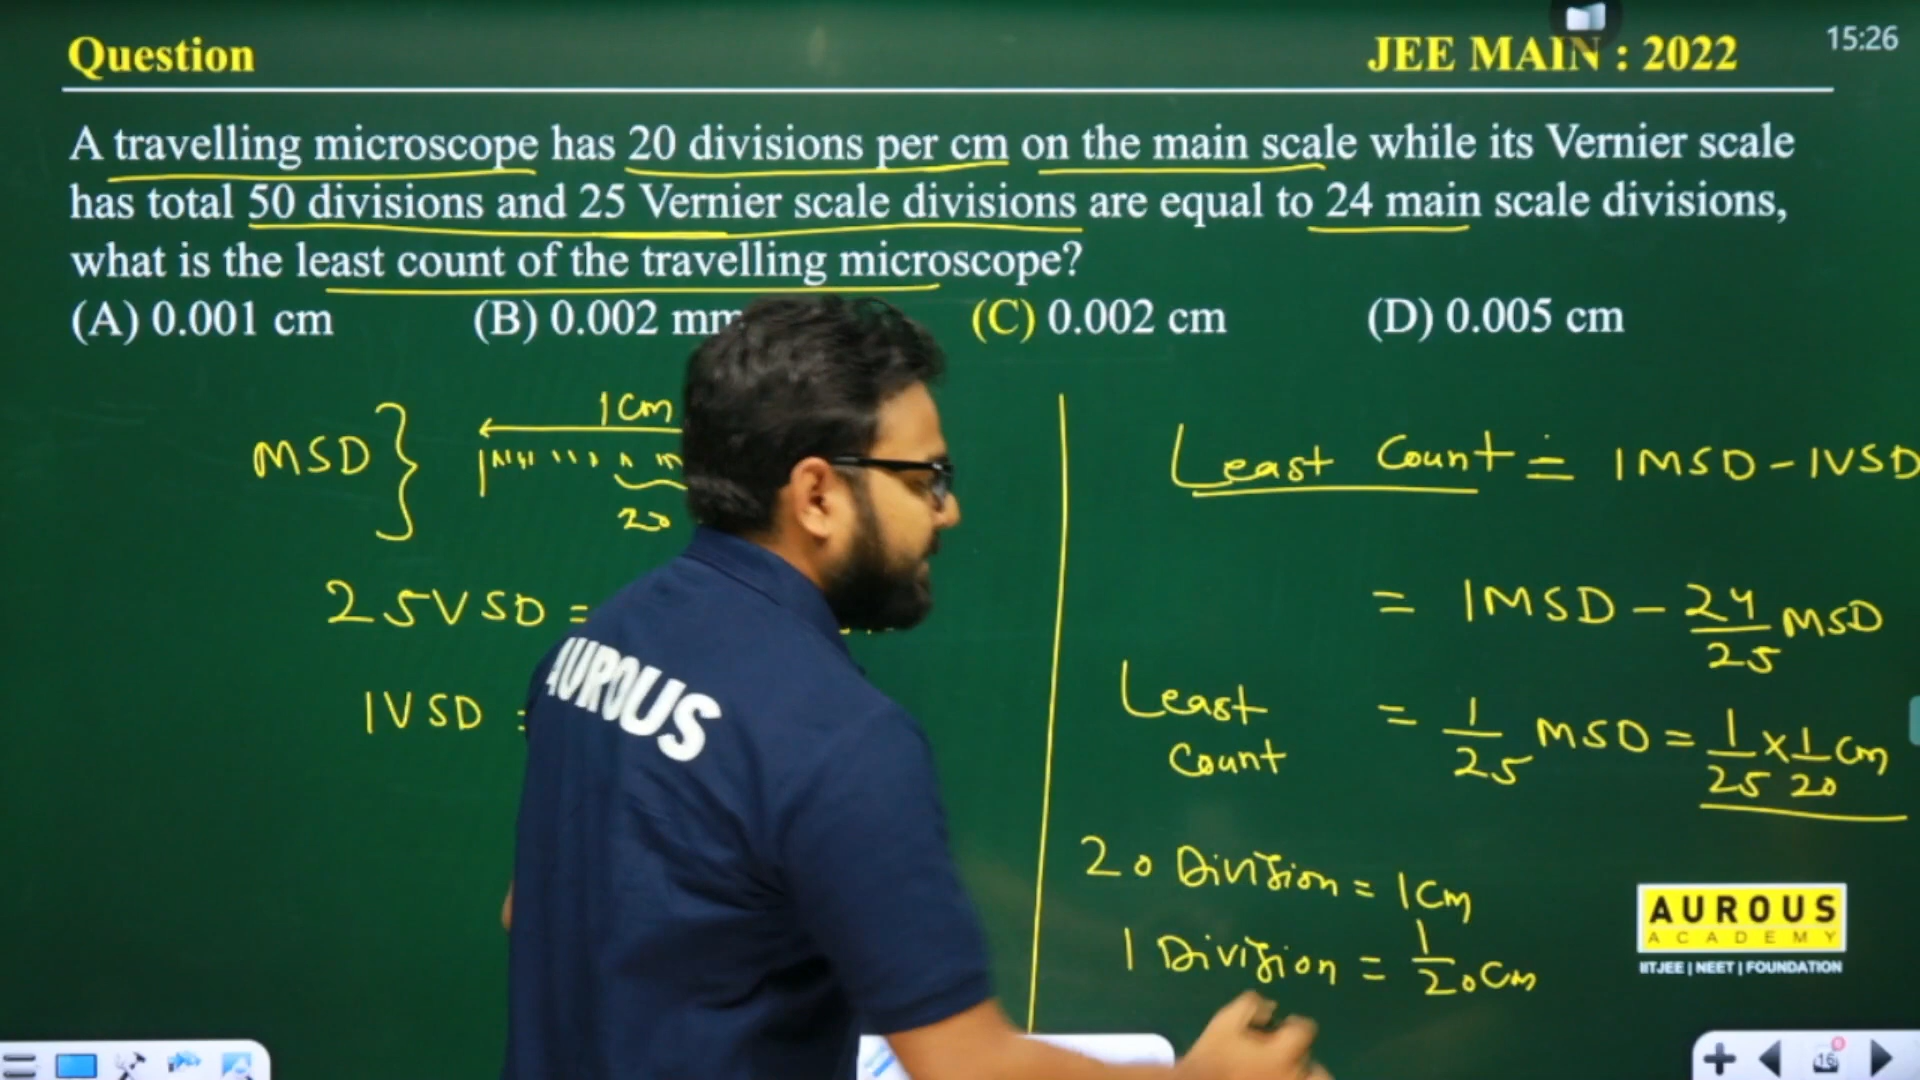 Question
JEE MAIN : 2022
15:26
A travelling microscope has 20 divisions per cm on the main scale while its Vernier scale
has total 50 divisions and 25 Vernier scale divisions are equal to 24 main scale divisions,
what is the least count of the travelling microscope?
(A) 0.001 cm (B) 0.002 mm (C) 0.002 cm (D) 0.005 cm
1cm
MSD}
20
25VSD =
1VSD
Least Count = 1MSD - 1VSD
= 1MSD - 24/25 MSD
Least
Count
= 1/25 MSD = 1/25 × 1/20 cm
20 Division = 1cm
1 Division = 1/20 cm
AUROUS
AUROUS
ACADEMY
IITJEE | NEET | FOUNDATION
16